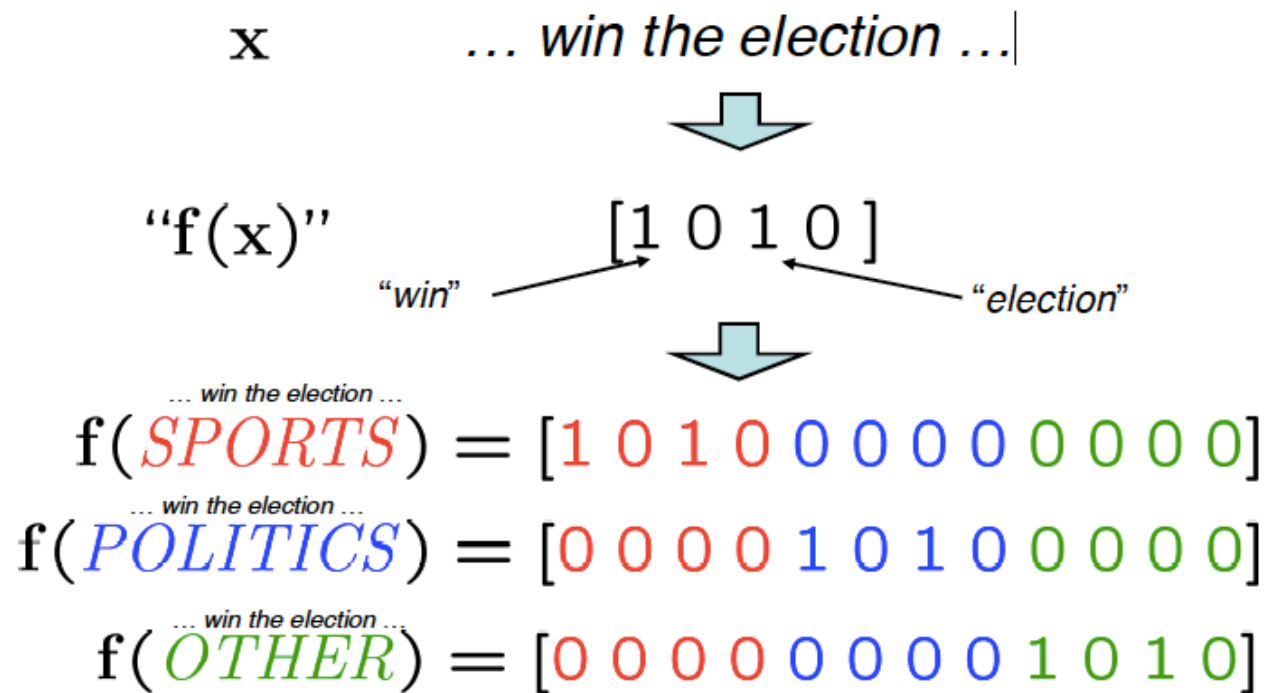 x … win the election …
“f(x)” [1 0 1 0 ]
“win” “election”
… win the election …
f(SPORTS) = [1 0 1 0 0 0 0 0 0 0 0 0]
… win the election …
f(POLITICS) = [0 0 0 0 1 0 1 0 0 0 0 0]
… win the election …
f(OTHER) = [0 0 0 0 0 0 0 0 1 0 1 0]